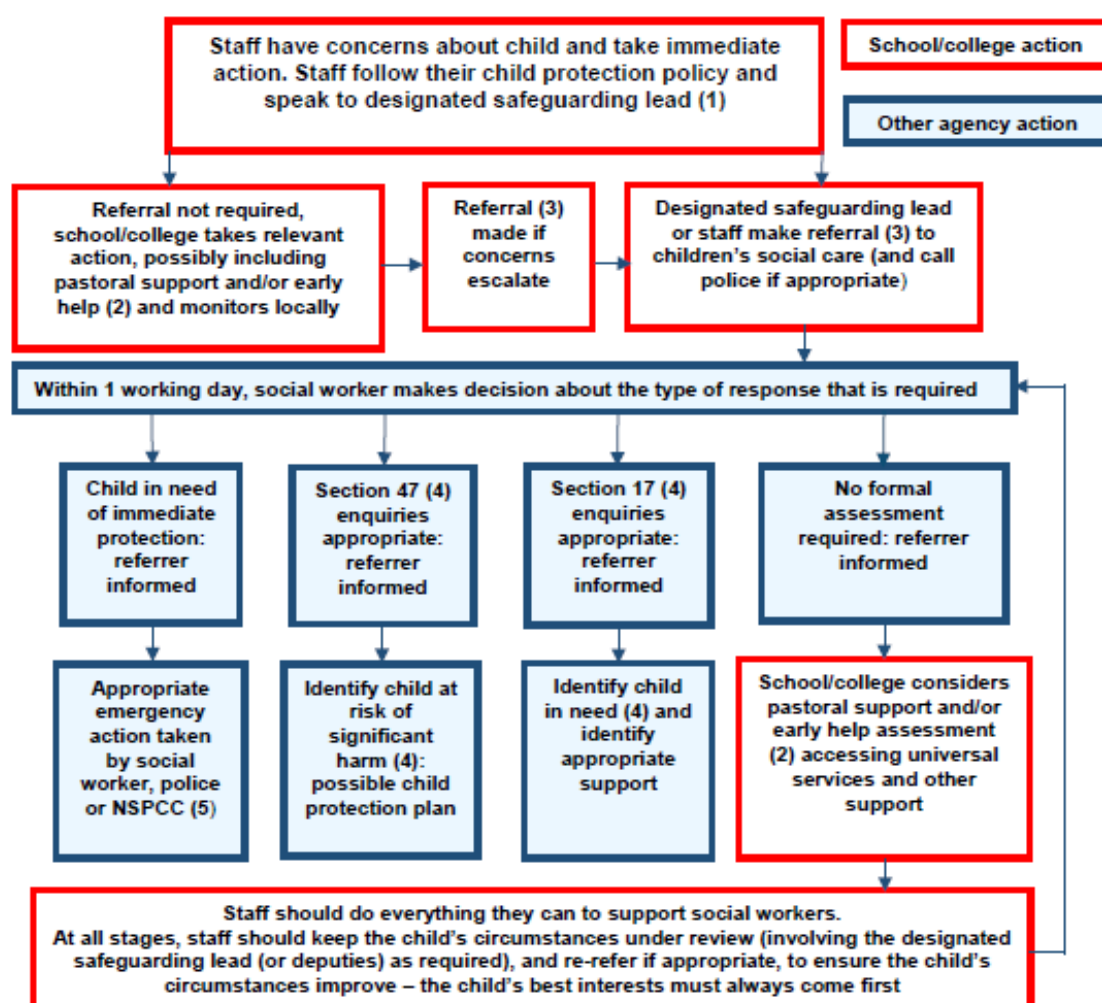 Staff have concerns about child and take immediate
action. Staff follow their child protection policy and
speak to designated safeguarding lead (1)
School/college action
Other agency action
Referral not required,
school/college takes relevant
action, possibly including
pastoral support and/or early
help (2) and monitors locally
Referral (3)
made if
concerns
escalate
Designated safeguarding lead
or staff make referral (3) to
children's social care (and call
police if appropriate)
Within 1 working day, social worker makes decision about the type of response that is required
Child in need
of immediate
protection:
referrer
informed
Section 47 (4)
enquiries
appropriate:
referrer
informed
Section 17 (4)
enquiries
appropriate:
referrer
informed
No formal
assessment
required: referrer
informed
Appropriate
emergency
action taken
by social
worker, police
or NSPCC (5)
Identify child at
risk of
significant
harm (4):
possible child
protection plan
Identify child
in need (4) and
identify
appropriate
support
School/college considers
pastoral support and/or
early help assessment
(2) accessing universal
services and other
support
Staff should do everything they can to support social workers.
At all stages, staff should keep the child's circumstances under review (involving the designated
safeguarding lead (or deputies) as required), and re-refer if appropriate, to ensure the child's
circumstances improve – the child's best interests must always come first